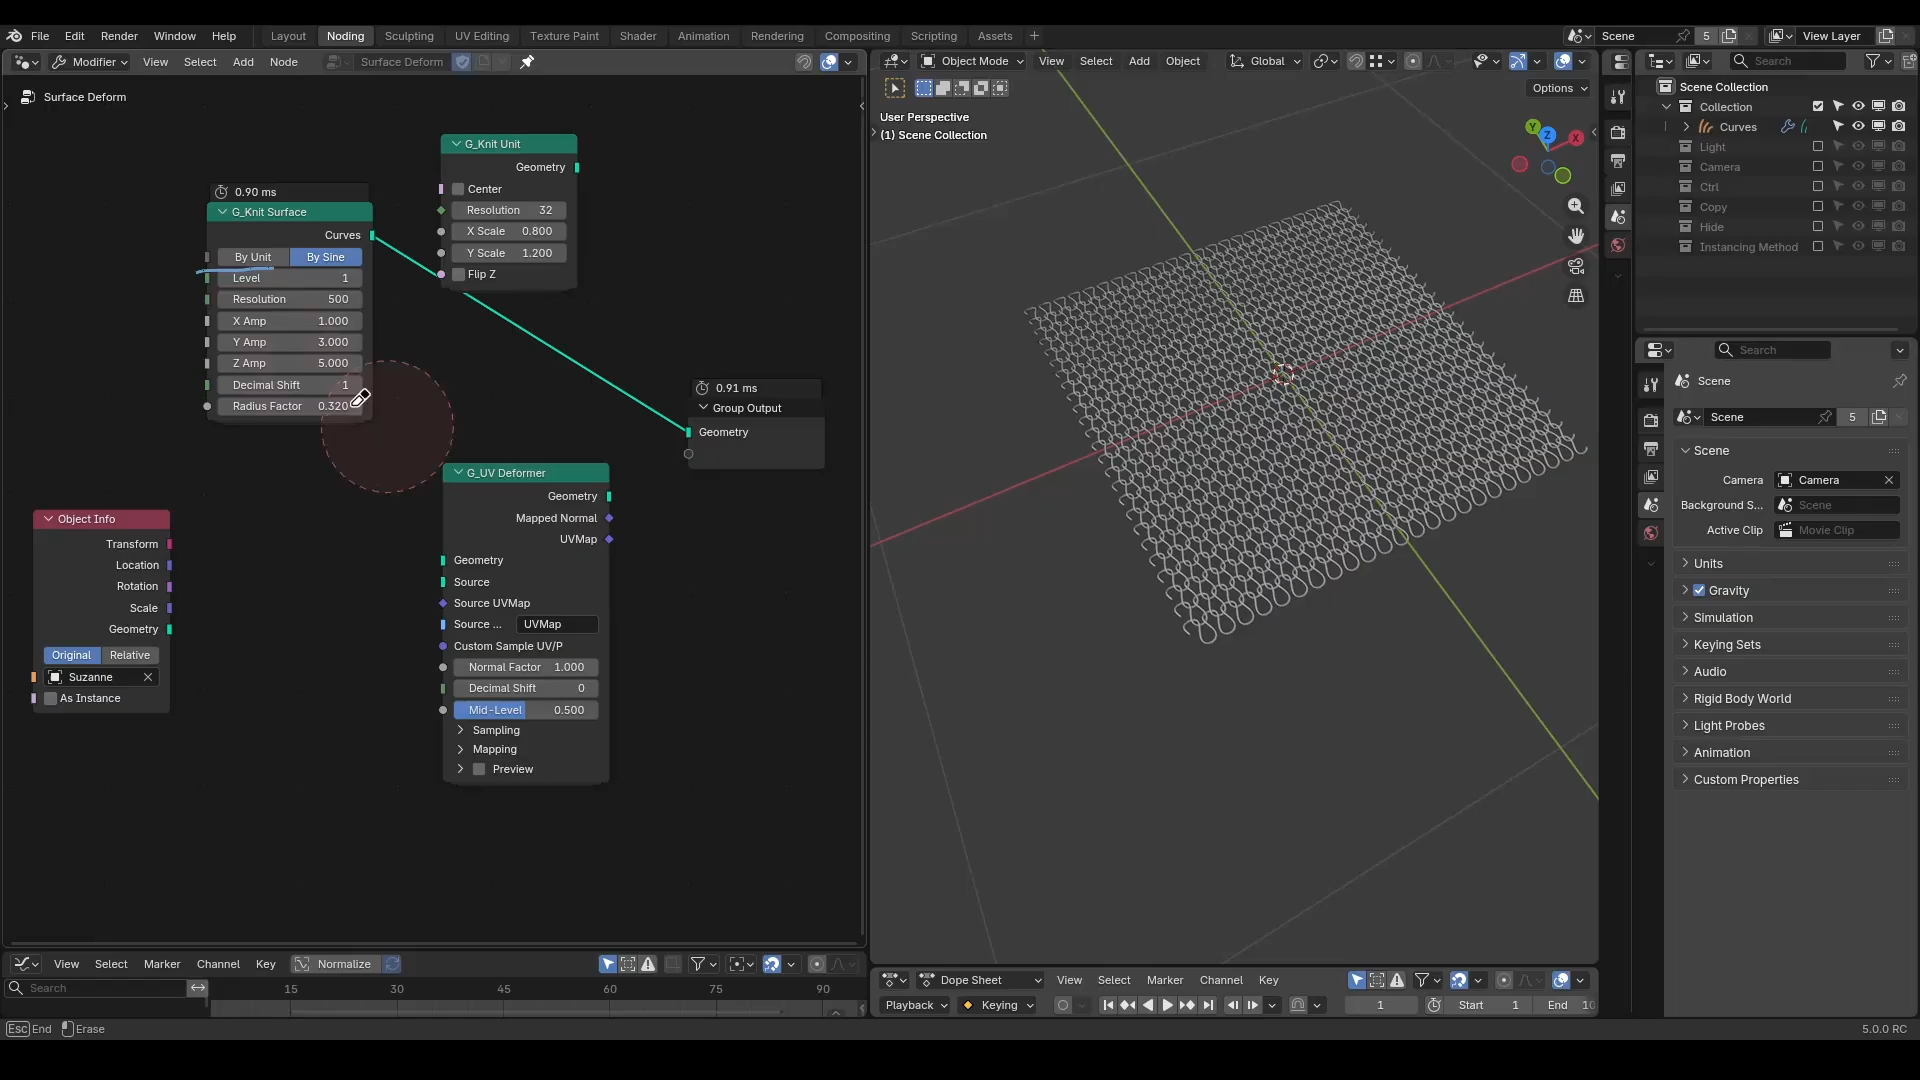 File Edit Render Window Help Layout Noding Sculpting UV Editing Texture Paint Shader Animation Rendering Compositing Scripting Assets + Scene 5 View Layer
Modifier View Select Add Node Surface Deform
Surface Deform
G_Knit Unit
Geometry
Center
Resolution 32
X Scale 0.800
Y Scale 1.200
Flip Z
0.90 ms
G_Knit Surface
Curves
By Unit By Sine
Level 1
Resolution 500
X Amp 1.000
Y Amp 3.000
Z Amp 5.000
Decimal Shift 1
Radius Factor 0.320
0.91 ms
Group Output
Geometry
G_UV Deformer
Geometry
Mapped Normal
UVMap
Geometry
Source
Source UVMap
Source ... UVMap
Custom Sample UV/P
Normal Factor 1.000
Decimal Shift 0
Mid-Level 0.500
Sampling
Mapping
Preview
Object Info
Transform
Location
Rotation
Scale
Geometry
Original Relative
Suzanne
As Instance
Object Mode View Select Add Object Global
Options
User Perspective
(1) Scene Collection
Y Z X
Search
Scene Collection
Collection
Curves
Light
Camera
Ctrl
Copy
Hide
Instancing Method
Search
Scene
Scene 5
Scene
Camera Camera
Background S... Scene
Active Clip Movie Clip
Units
Gravity
Simulation
Keying Sets
Audio
Rigid Body World
Light Probes
Animation
Custom Properties
View Select Marker Channel Key Normalize
Search 15 30 45 60 75 90
Dope Sheet View Select Marker Channel Key
Playback Keying 1 Start 1 End 10
Esc End Erase
5.0.0 RC